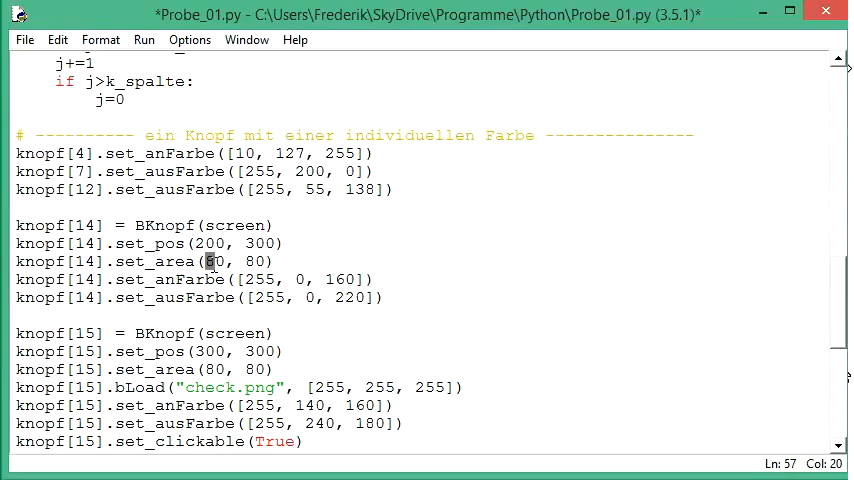 *Probe_01.py - C:\Users\Frederik\SkyDrive\Programme\Python\Probe_01.py (3.5.1)*
File Edit Format Run Options Window Help
j+=1
if j>k_spalte:
j=0
# ---------- ein Knopf mit einer individuellen Farbe ---------------
knopf[4].set_anFarbe([10, 127, 255])
knopf[7].set_ausFarbe([255, 200, 0])
knopf[12].set_ausFarbe([255, 55, 138])
knopf[14] = BKnopf(screen)
knopf[14].set_pos(200, 300)
knopf[14].set_area(80, 80)
knopf[14].set_anFarbe([255, 0, 160])
knopf[14].set_ausFarbe([255, 0, 220])
knopf[15] = BKnopf(screen)
knopf[15].set_pos(300, 300)
knopf[15].set_area(80, 80)
knopf[15].bLoad("check.png", [255, 255, 255])
knopf[15].set_anFarbe([255, 140, 160])
knopf[15].set_ausFarbe([255, 240, 180])
knopf[15].set_clickable(True)
Ln: 57 Col: 20